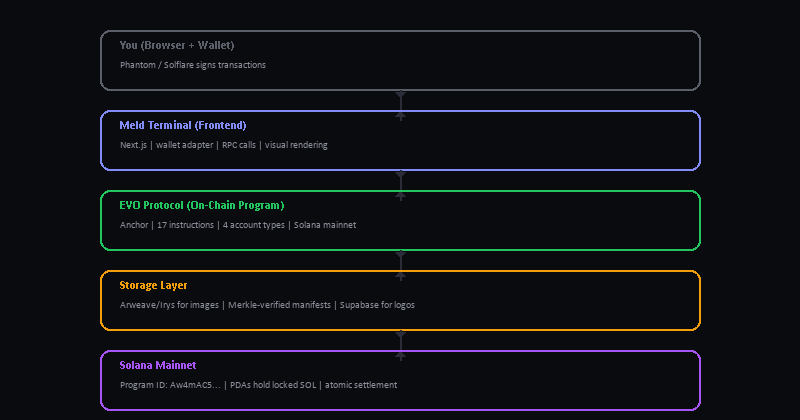 You (Browser + Wallet)
Phantom / Solflare signs transactions
Meld Terminal (Frontend)
Next.js | wallet adapter | RPC calls | visual rendering
EVO Protocol (On-Chain Program)
Anchor | 17 instructions | 4 account types | Solana mainnet
Storage Layer
Arweave/Irys for images | Merkle-verified manifests | Supabase for logos
Solana Mainnet
Program ID: Aw4mAC5... | PDAs hold locked SOL | atomic settlement